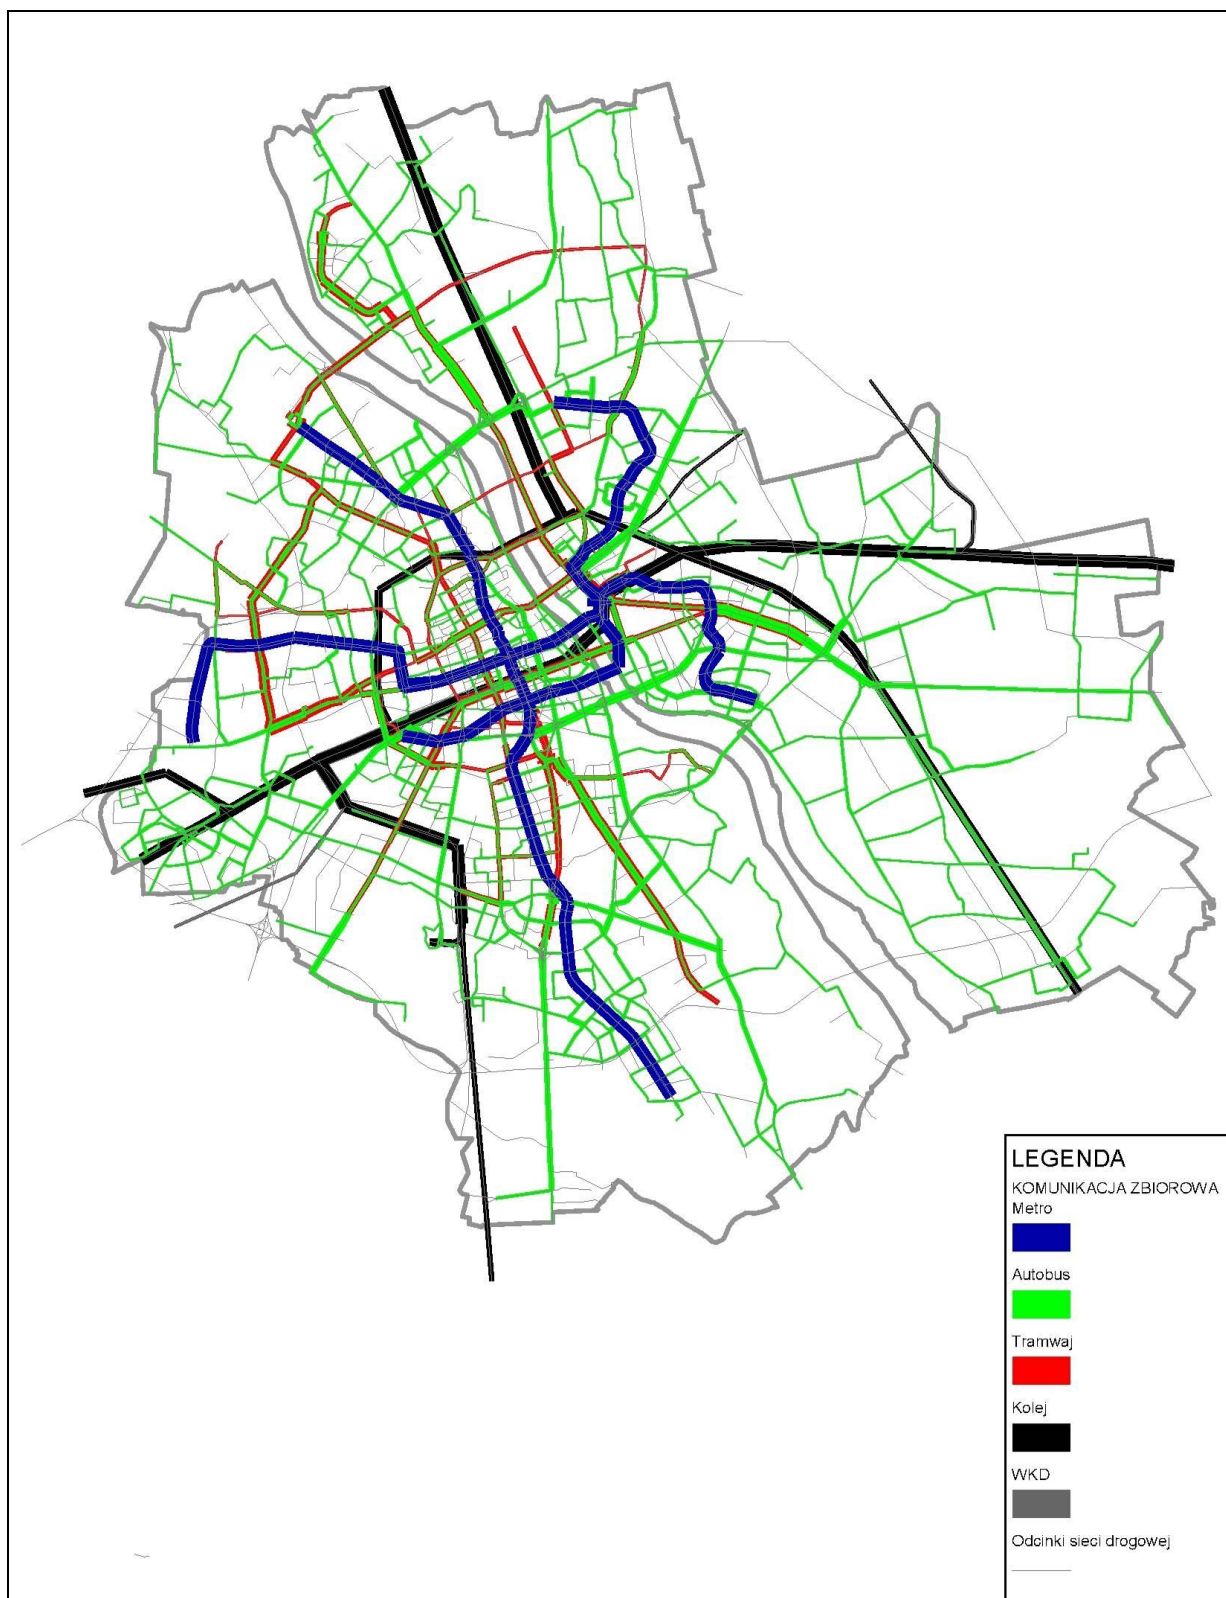 LEGENDA
KOMUNIKACJA ZBIOROWA
Metro
Autobus
Tramwaj
Kolej
WKD
Odcinki sieci drogowej